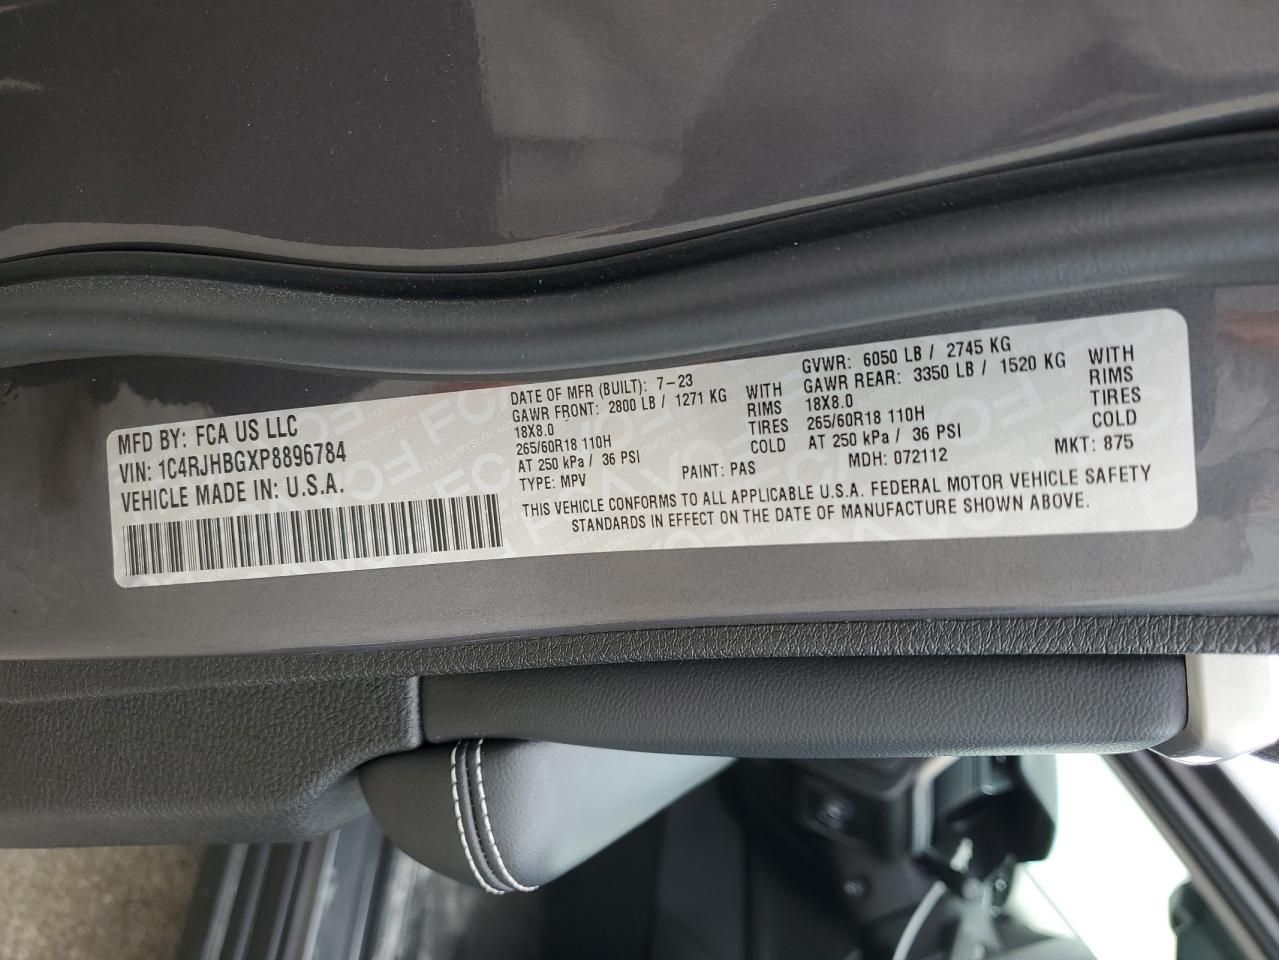 MFD BY: FCA US LLC
VIN: 1C4RJHBGXP8896784
VEHICLE MADE IN: U.S.A.
DATE OF MFR (BUILT): 7-23
GAWR FRONT: 2800 LB / 1271 KG WITH
18X8.0 RIMS
265/60R18 110H TIRES
AT 250 kPa / 36 PSI COLD
TYPE: MPV PAINT: PAS
GVWR: 6050 LB / 2745 KG
GAWR REAR: 3350 LB / 1520 KG WITH
18X8.0 RIMS
265/60R18 110H TIRES
AT 250 kPa / 36 PSI COLD
MDH: 072112 MKT: 875
THIS VEHICLE CONFORMS TO ALL APPLICABLE U.S.A. FEDERAL MOTOR VEHICLE SAFETY
STANDARDS IN EFFECT ON THE DATE OF MANUFACTURE SHOWN ABOVE.